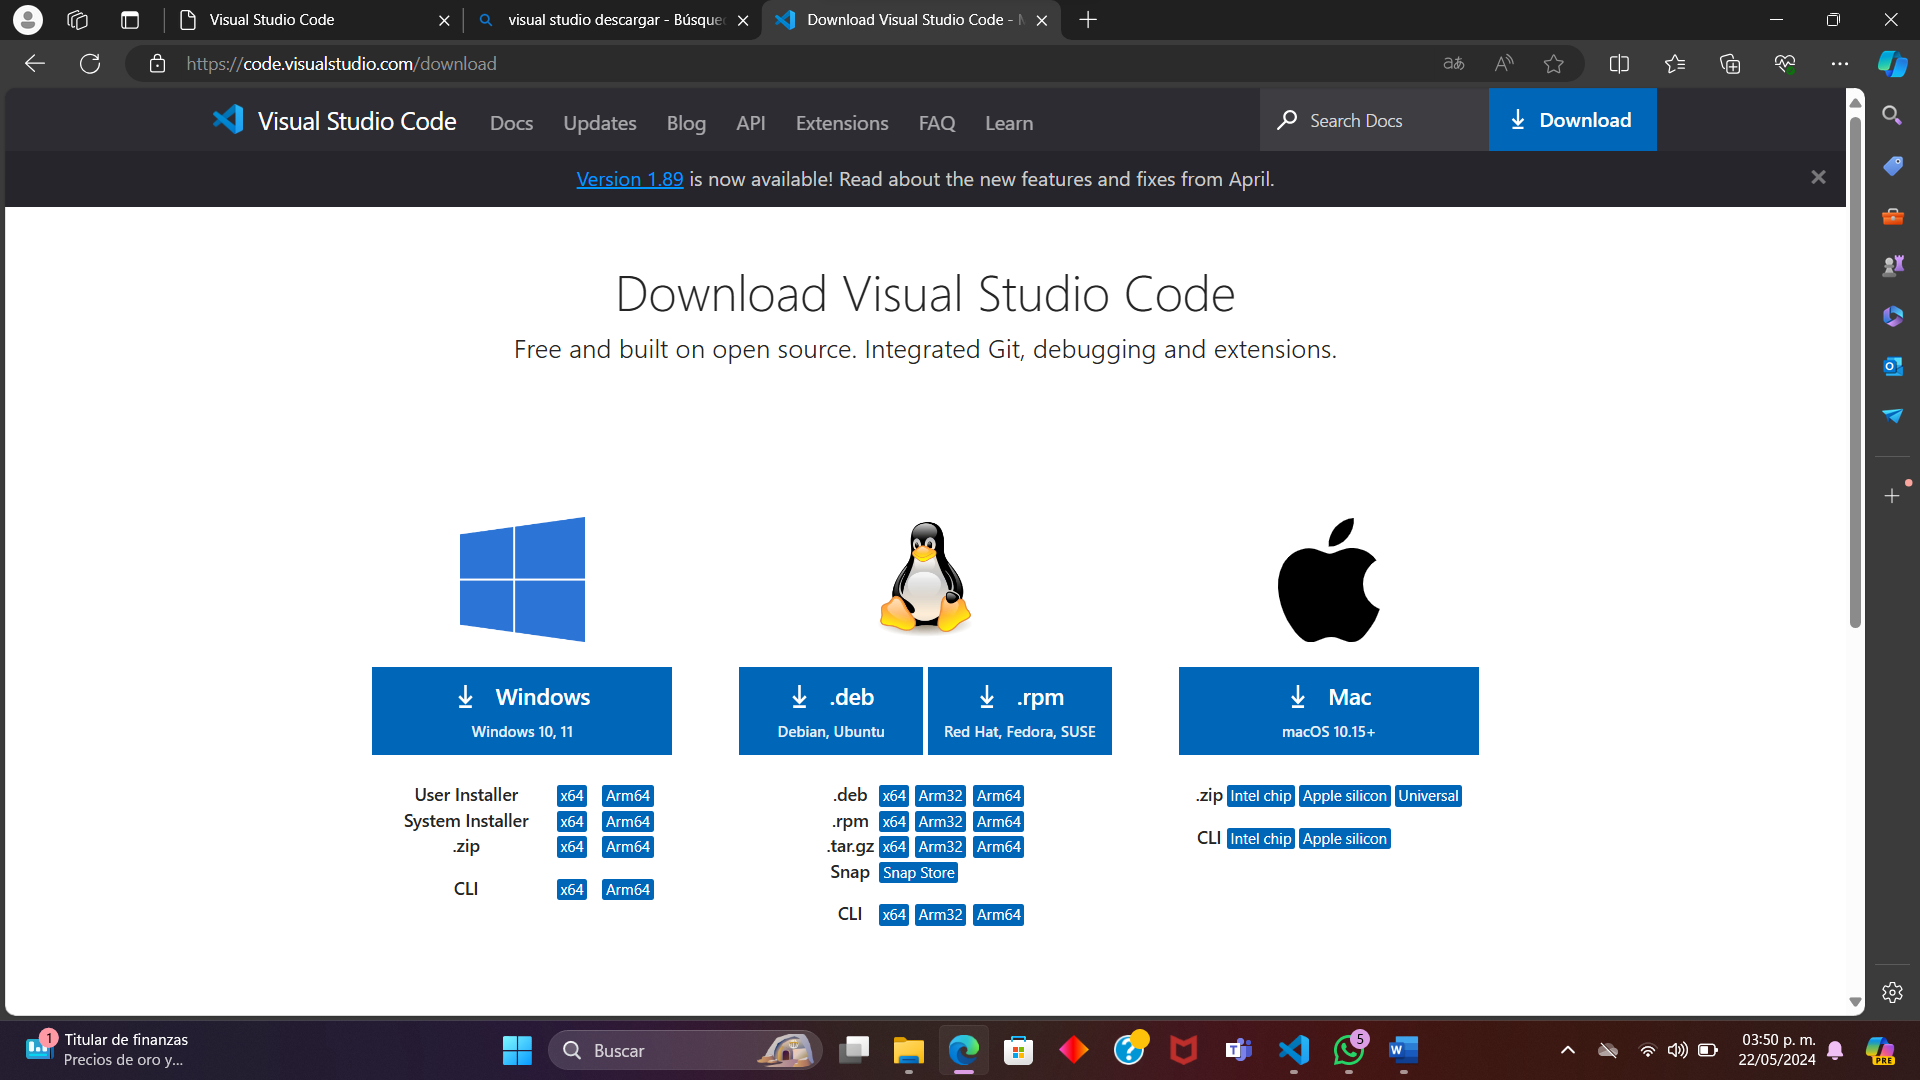 Visual Studio Code
visual studio descargar - Búsque
Download Visual Studio Code -
https://code.visualstudio.com/download
Visual Studio Code
Docs
Updates
Blog
API
Extensions
FAQ
Learn
Search Docs
Download
Version 1.89 is now available! Read about the new features and fixes from April.
Download Visual Studio Code
Free and built on open source. Integrated Git, debugging and extensions.
Windows
Windows 10, 11
User Installer x64 Arm64
System Installer x64 Arm64
.zip x64 Arm64
CLI x64 Arm64
.deb
Debian, Ubuntu
.rpm
Red Hat, Fedora, SUSE
.deb x64 Arm32 Arm64
.rpm x64 Arm32 Arm64
.tar.gz x64 Arm32 Arm64
Snap Snap Store
CLI x64 Arm32 Arm64
Mac
macOS 10.15+
.zip Intel chip Apple silicon Universal
CLI Intel chip Apple silicon
1
Titular de finanzas
Precios de oro y...
Buscar
5
03:50 p. m.
22/05/2024
PRE